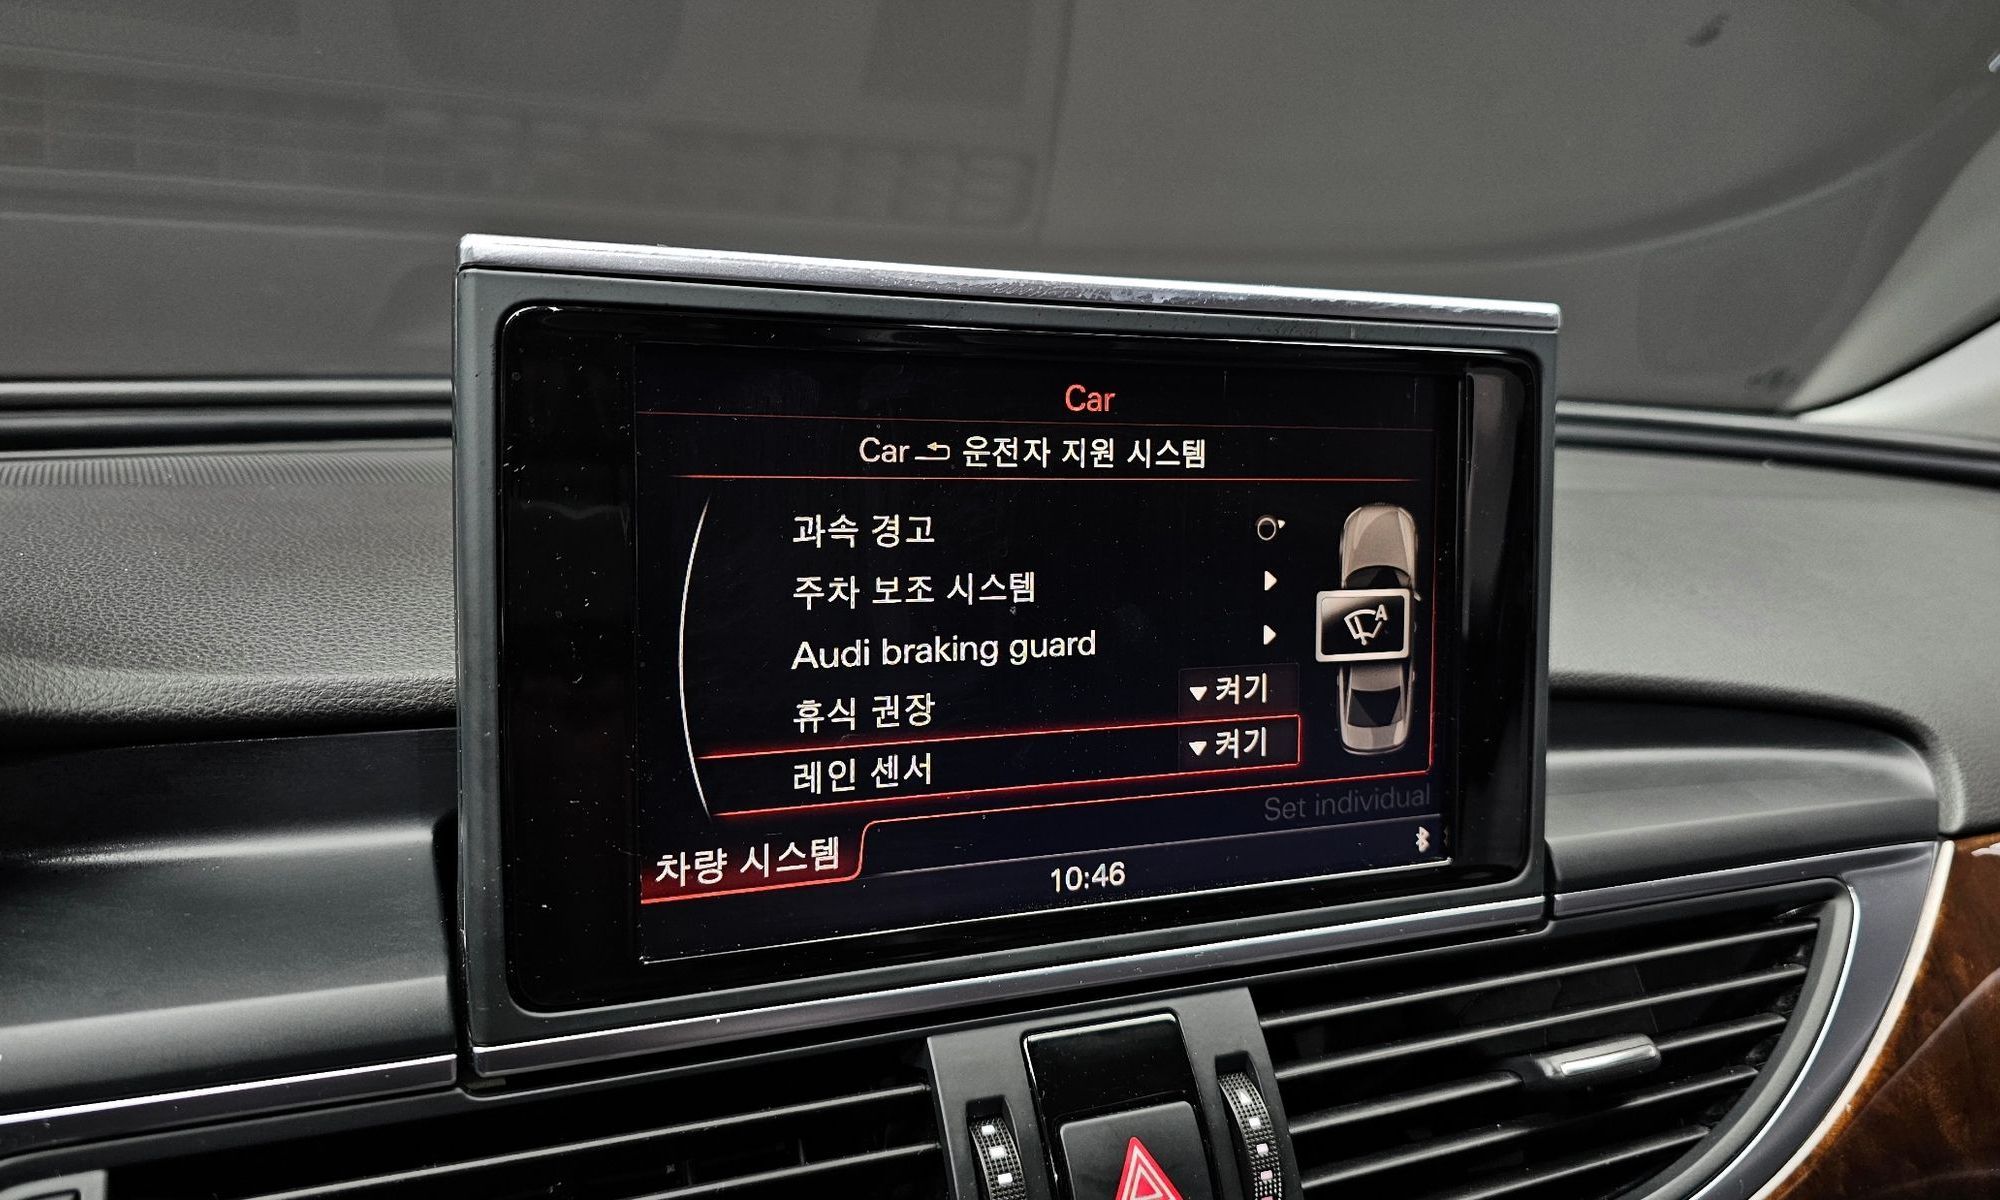 Car
Car 운전자 지원 시스템
과속 경고
주차 보조 시스템
Audi braking guard
휴식 권장 ▼켜기
레인 센서 ▼켜기
A
Set individual
차량 시스템
10:46